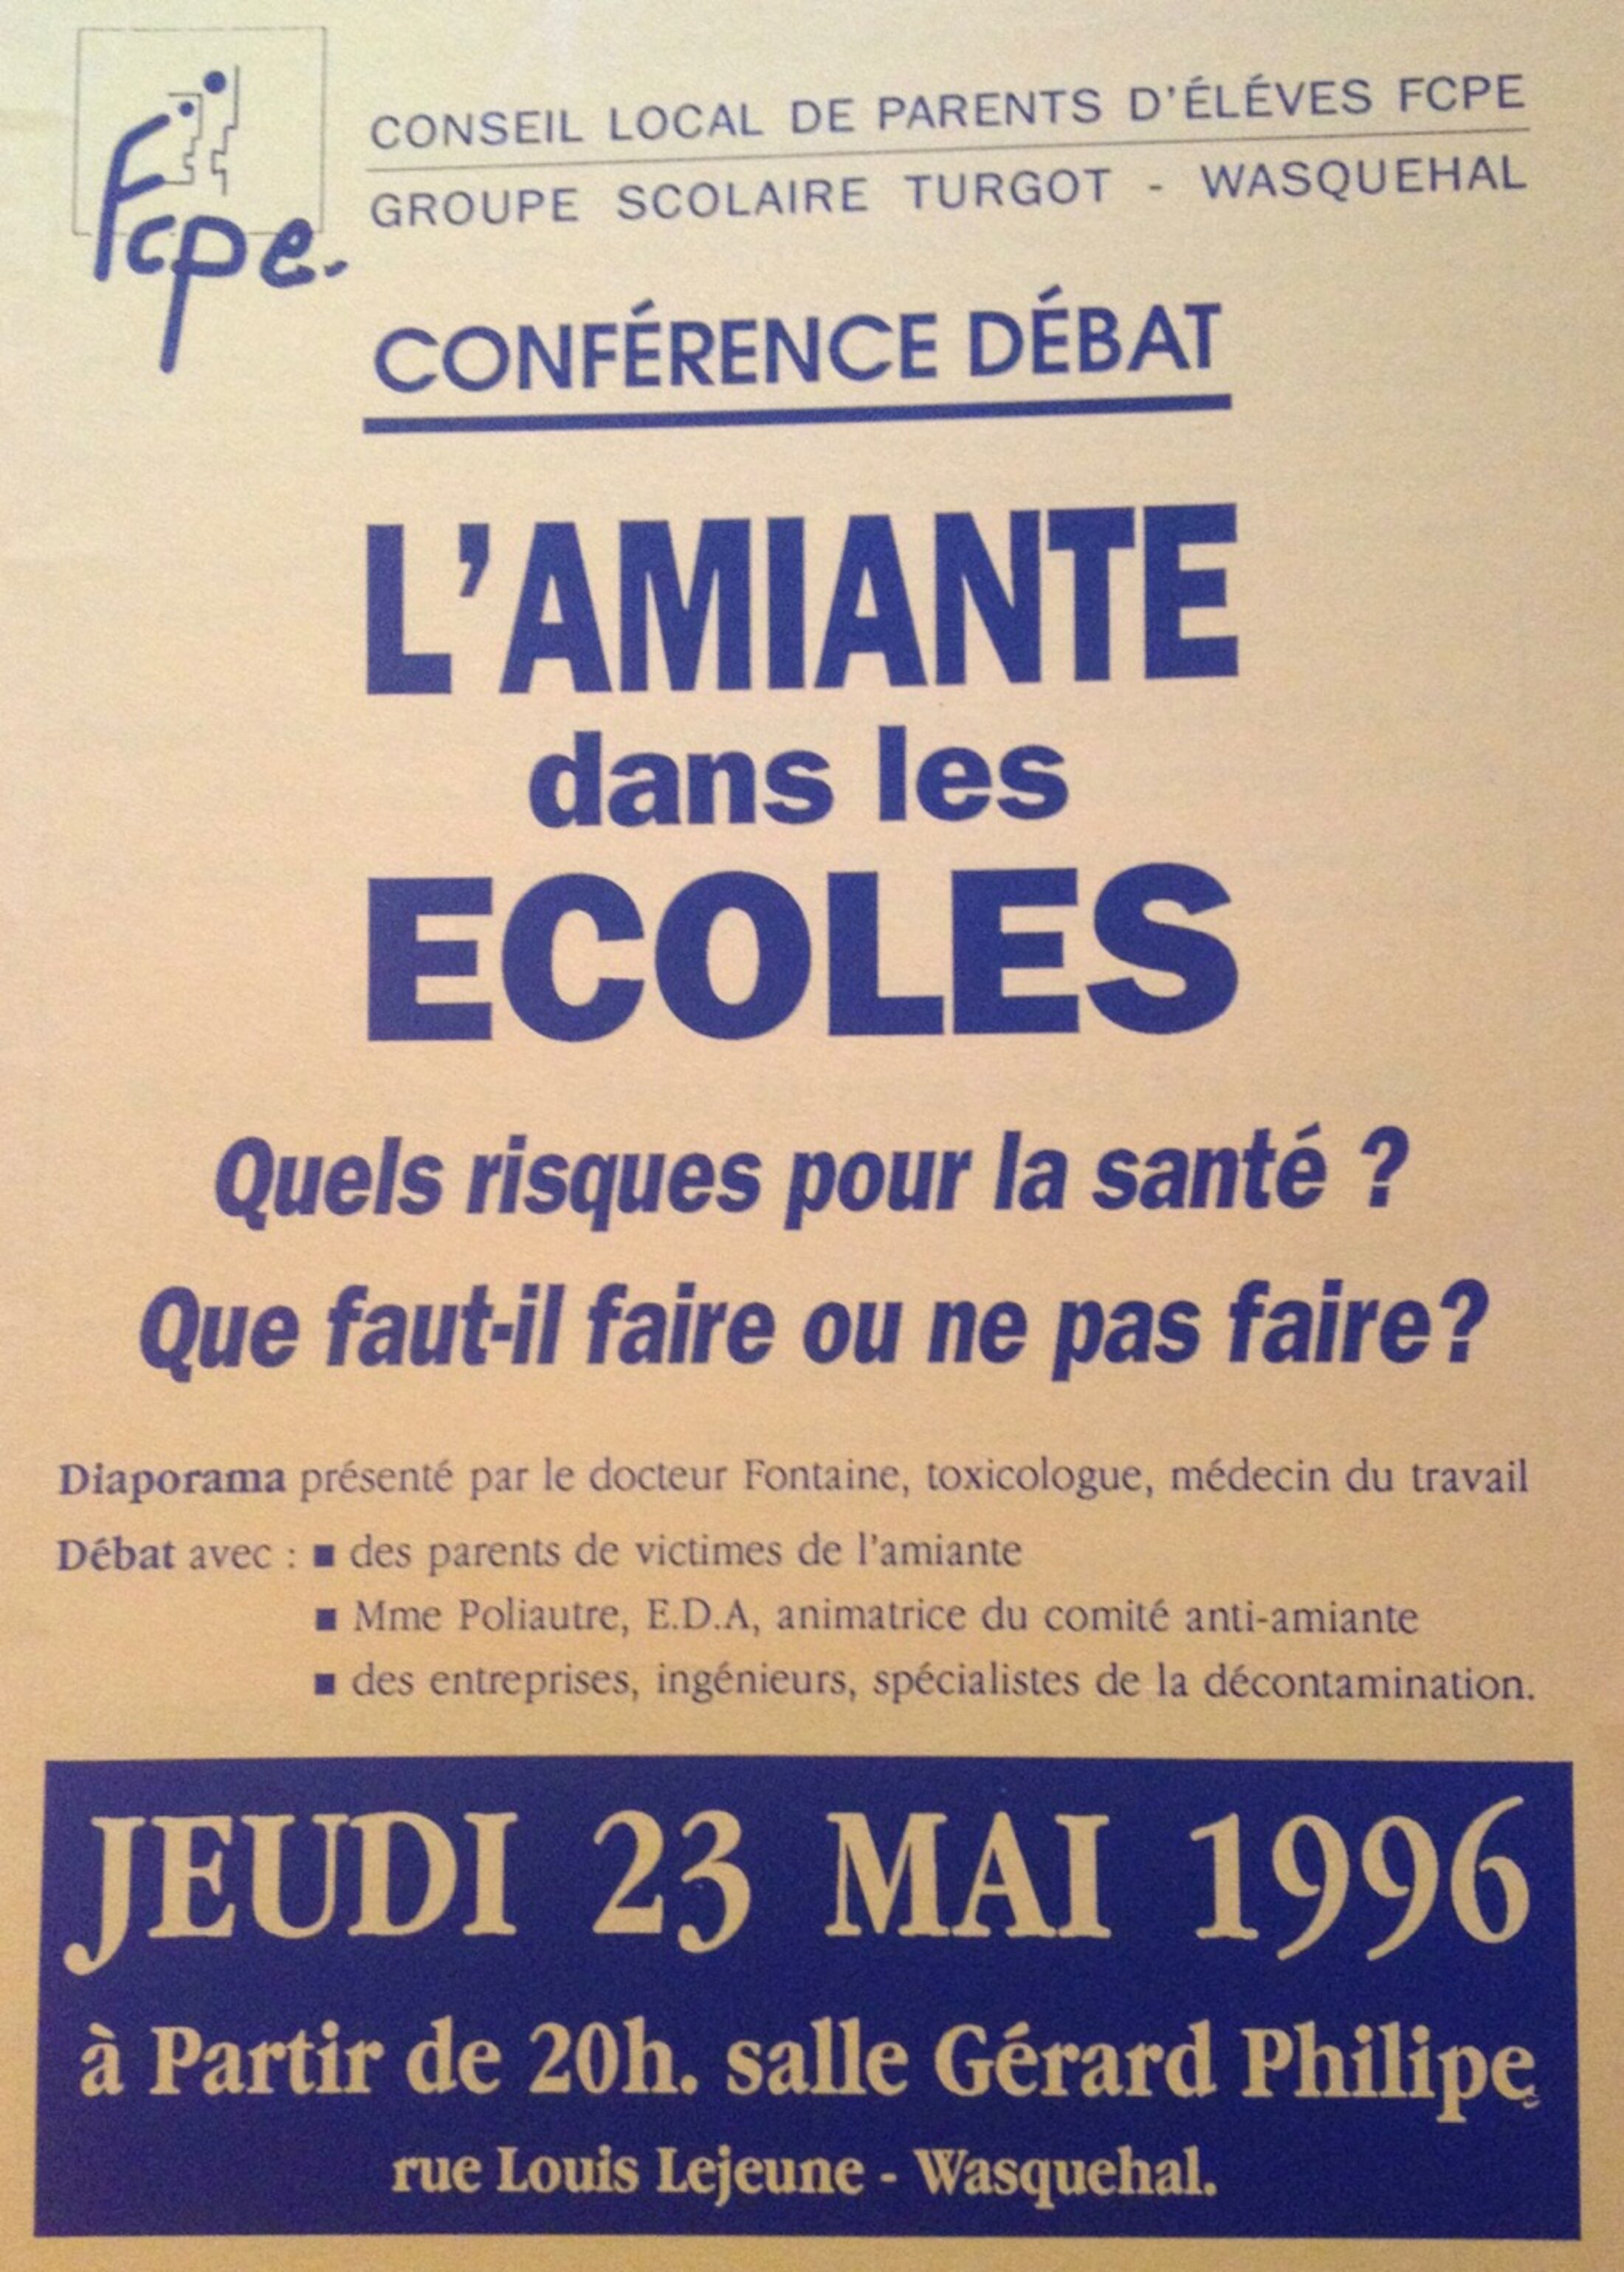 Fcpe.
CONSEIL LOCAL DE PARENTS D'ÉLÉVES FCPE
GROUPE SCOLAIRE TURGOT - WASQUEHAL
CONFÉRENCE DÉBAT
L'AMIANTE
dans les
ECOLES
Quels risques pour la santé ?
Que faut-il faire ou ne pas faire?
Diaporama présenté par le docteur Fontaine, toxicologue, médecin du travail
Débat avec : ■ des parents de victimes de l'amiante
■ Mme Poliautre, E.D.A, animatrice du comité anti-amiante
■ des entreprises, ingénieurs, spécialistes de la décontamination.
JEUDI 23 MAI 1996
à Partir de 20h. salle Gérard Philipe
rue Louis Lejeune - Wasquehal.